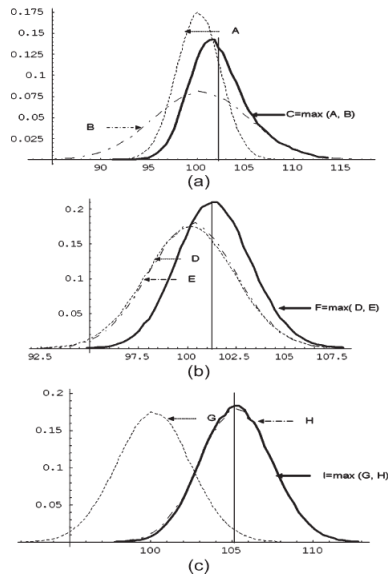 0.175
0.15
0.125
0.1
0.075
0.05
0.025
A
B
C=max (A, B)
90 95 100 105 110 115
(a)
0.2
0.15
0.1
0.05
D
E
F=max( D, E)
92.5 97.5 100 102.5 105 107.5
(b)
0.2
0.15
0.1
0.05
G
H
I=max (G, H)
100 105 110
(c)